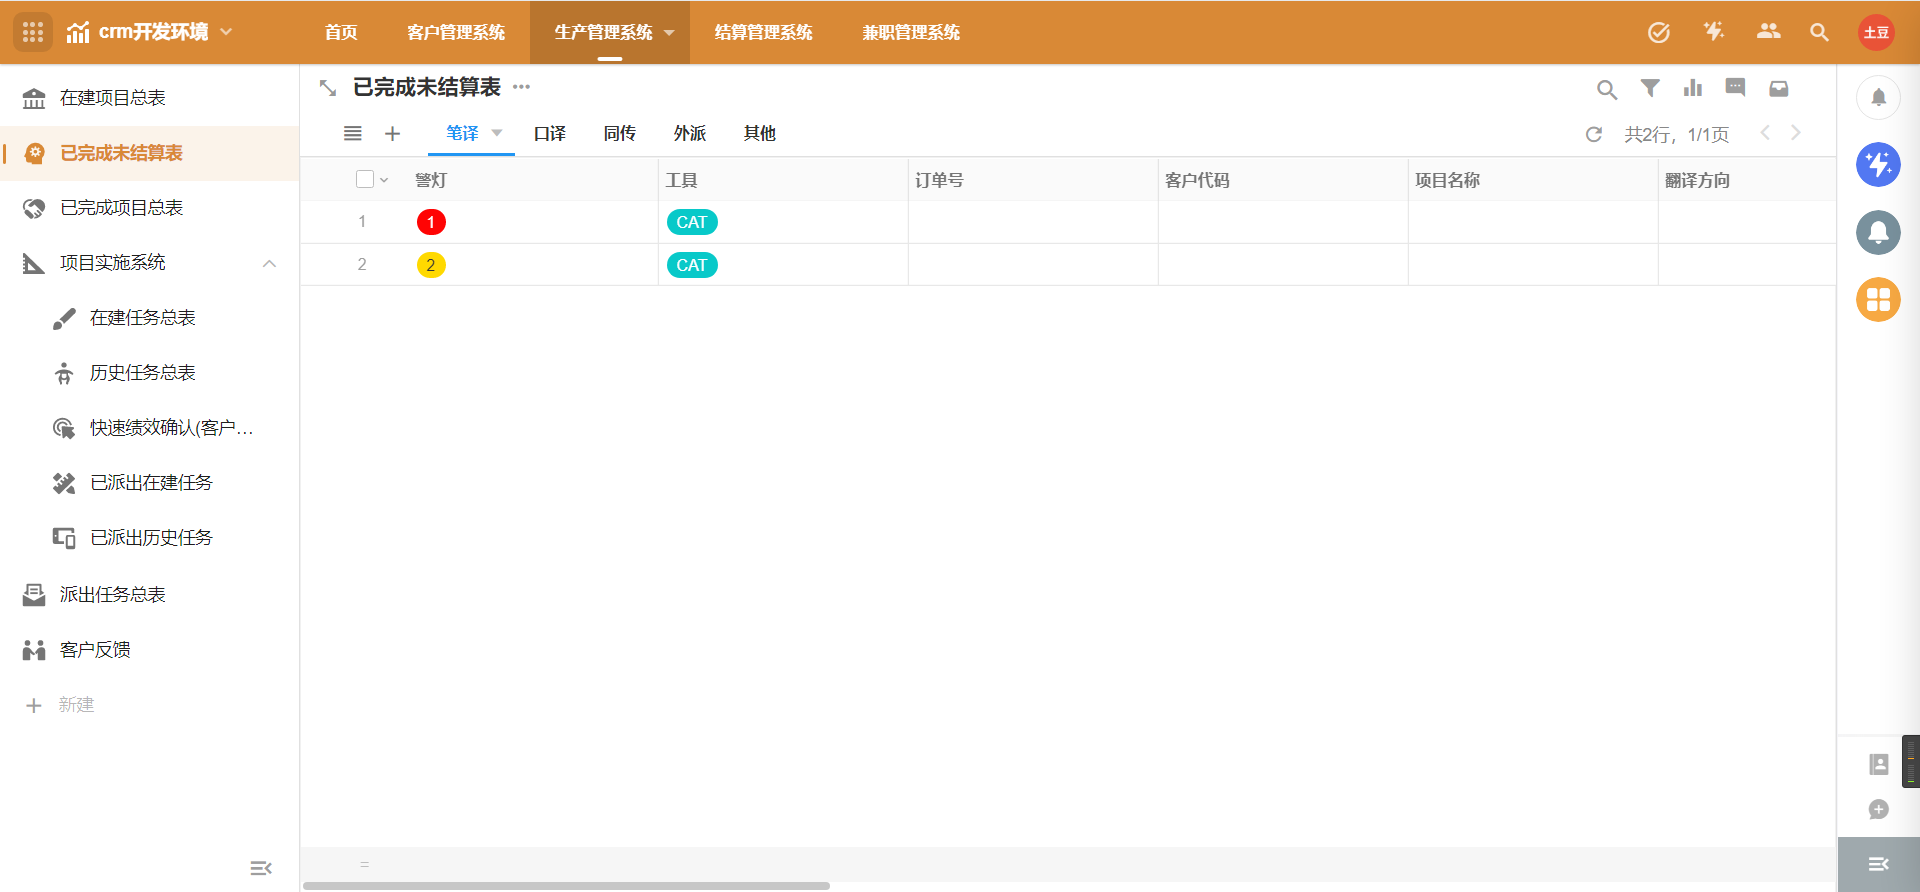 crm开发环境 首页 客户管理系统 生产管理系统 结算管理系统 兼职管理系统 土豆
在建项目总表
已完成未结算表
已完成项目总表
项目实施系统
在建任务总表
历史任务总表
快速绩效确认(客户...
已派出在建任务
已派出历史任务
派出任务总表
客户反馈
新建
已完成未结算表
笔译 口译 同传 外派 其他 共2行, 1/1页
警灯 工具 订单号 客户代码 项目名称 翻译方向
1 1 CAT
2 2 CAT
=